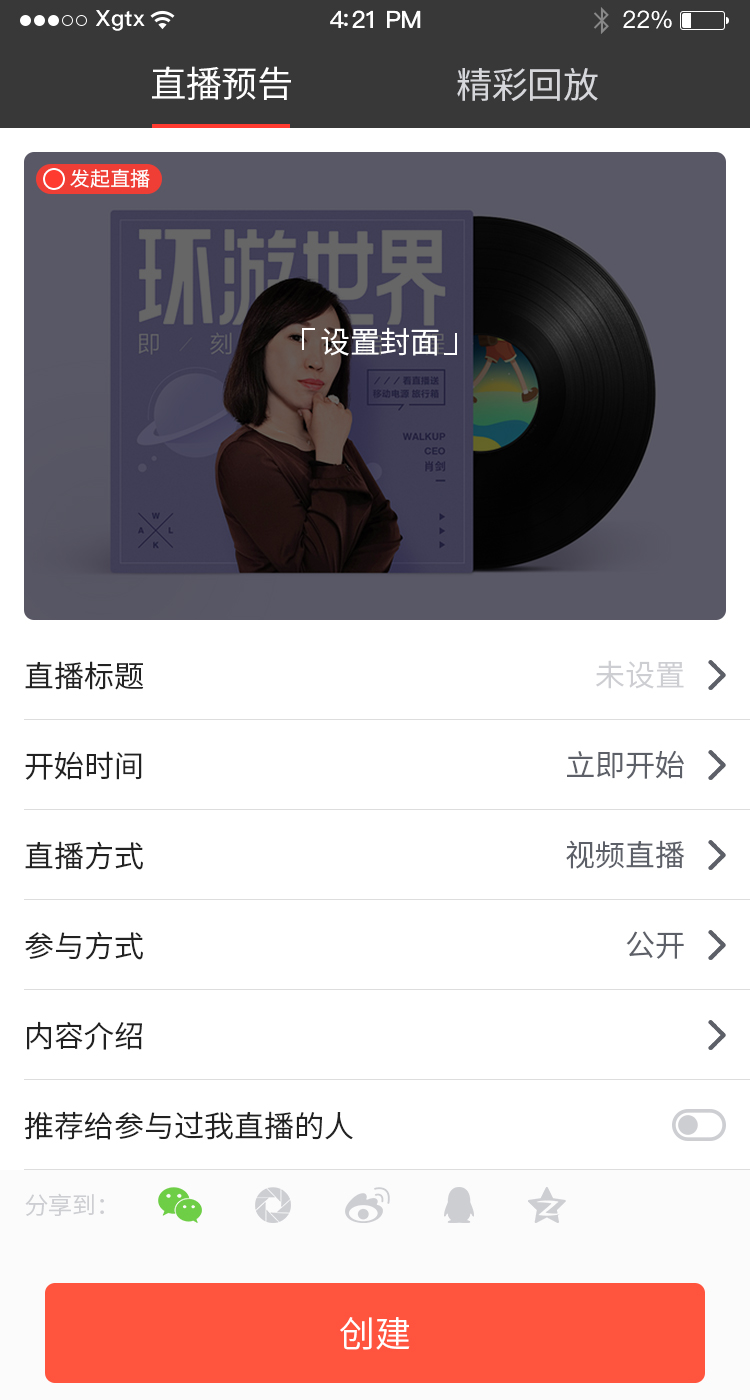 Xgtx 4:21 PM 22%
直播预告 精彩回放
发起直播
环游世界
即 / 刻 程
「设置封面」
/ / / 看直播送
移动电源 旅行箱
WALKUP
CEO
肖剑
W
A L
K
直播标题 未设置
开始时间 立即开始
直播方式 视频直播
参与方式 公开
内容介绍
推荐给参与过我直播的人
分享到：
创建